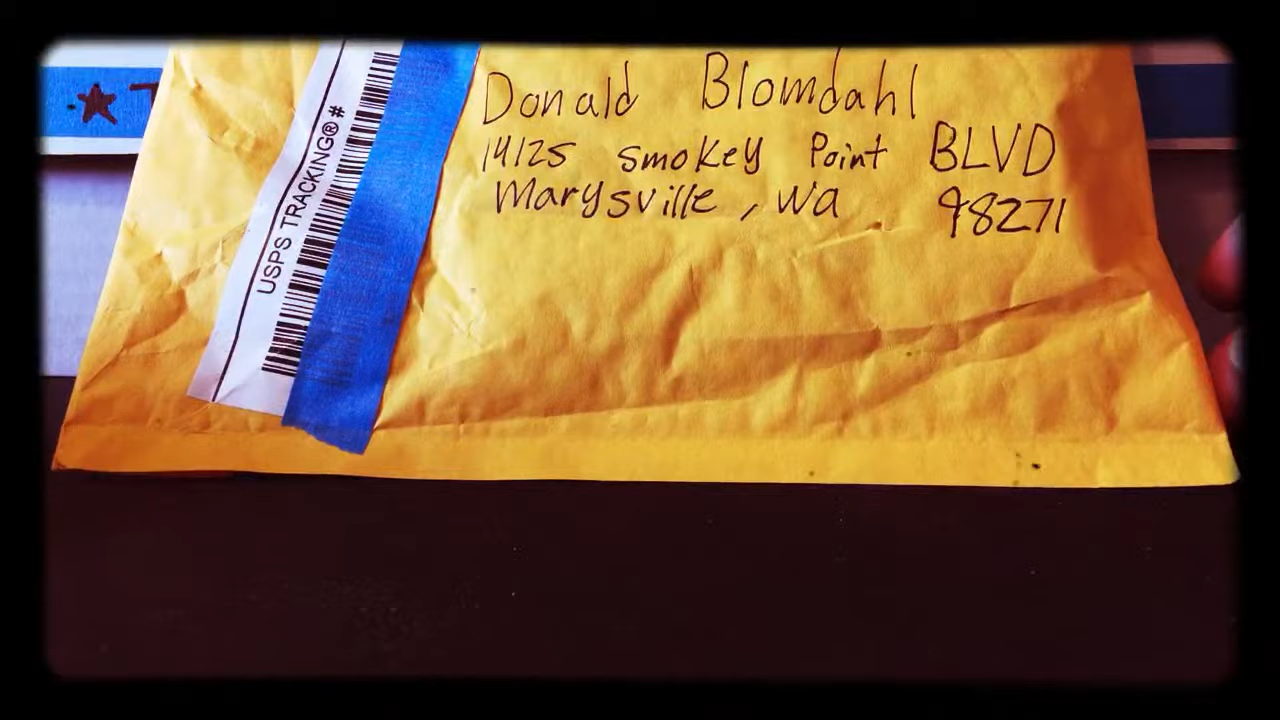 ★ T
USPS TRACKING® #
Donald Blomdahl
14125 smokey Point BLVD
Marysville, wa 98271